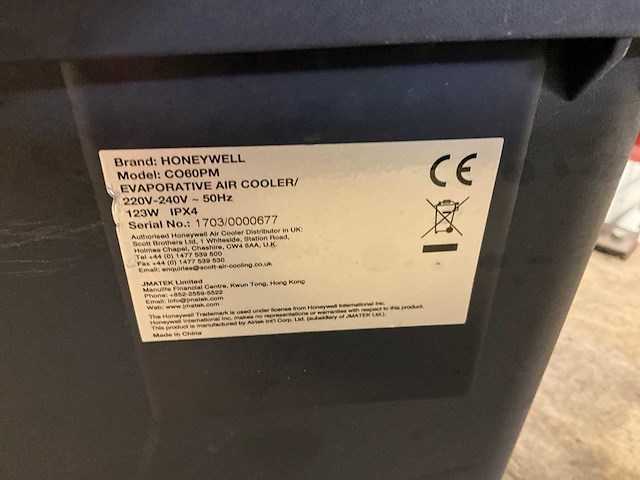 Brand: HONEYWELL
Model: CO60PM
EVAPORATIVE AIR COOLER/
220V-240V ~ 50Hz
123W IPX4
Serial No.: 1703/0000677
Authorised Honeywell Air Cooler Distributor in UK:
Scott Brothers Ltd, 1 Whiteside, Station Road,
Holmes Chapel, Cheshire, CW4 8AA, U.K.
Tel +44 (0) 1477 539 500
Fax +44 (0) 1477 539 530
Email: enquiries@scott-air-cooling.co.uk
JMATEK Limited
Manulife Financial Centre, Kwun Tong, Hong Kong
Phone: +852-2559-5522
Email: info@jmatek.com
Web: www.jmatek.com
The Honeywell Trademark is used under license from Honeywell International Inc.
Honeywell International Inc. makes no representations or warranties with respect to this product.
This product is manufactured by Airtek Int'l Corp. Ltd. (subsidiary of JMATEK Ltd.).
Made in China
CE